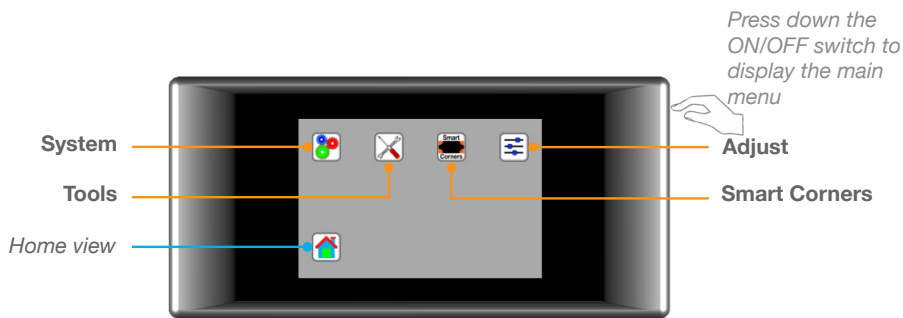 Press down the
ON/OFF switch to
display the main
menu
System
Smart
Corners
Adjust
Tools
Smart Corners
Home view